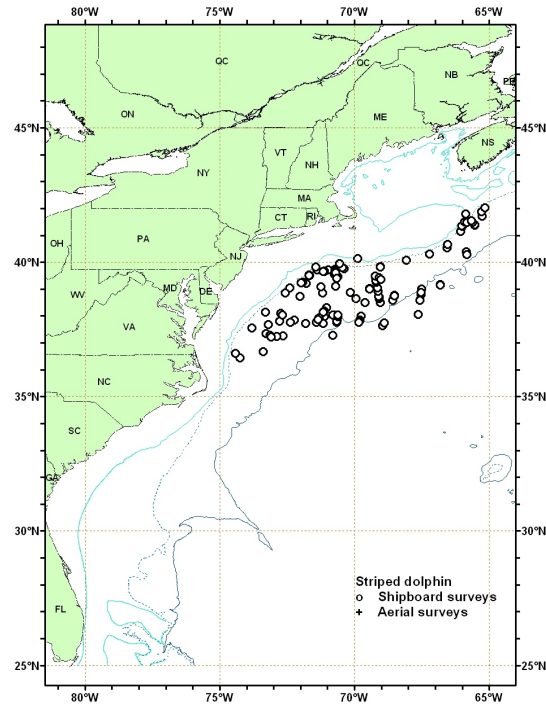 80°W 75°W 70°W 65°W
QC QC
NB
PE
ON
ME
45°N 45°N
NS
VT
NH
NY
MA
CT RI
PA
OH
NJ
40°N 40°N
MD DE
WV
VA
NC
35°N 35°N
SC
GA
30°N 30°N
Striped dolphin
Shipboard surveys
FL
Aerial surveys
25°N 25°N
80°W 75°W 70°W 65°W